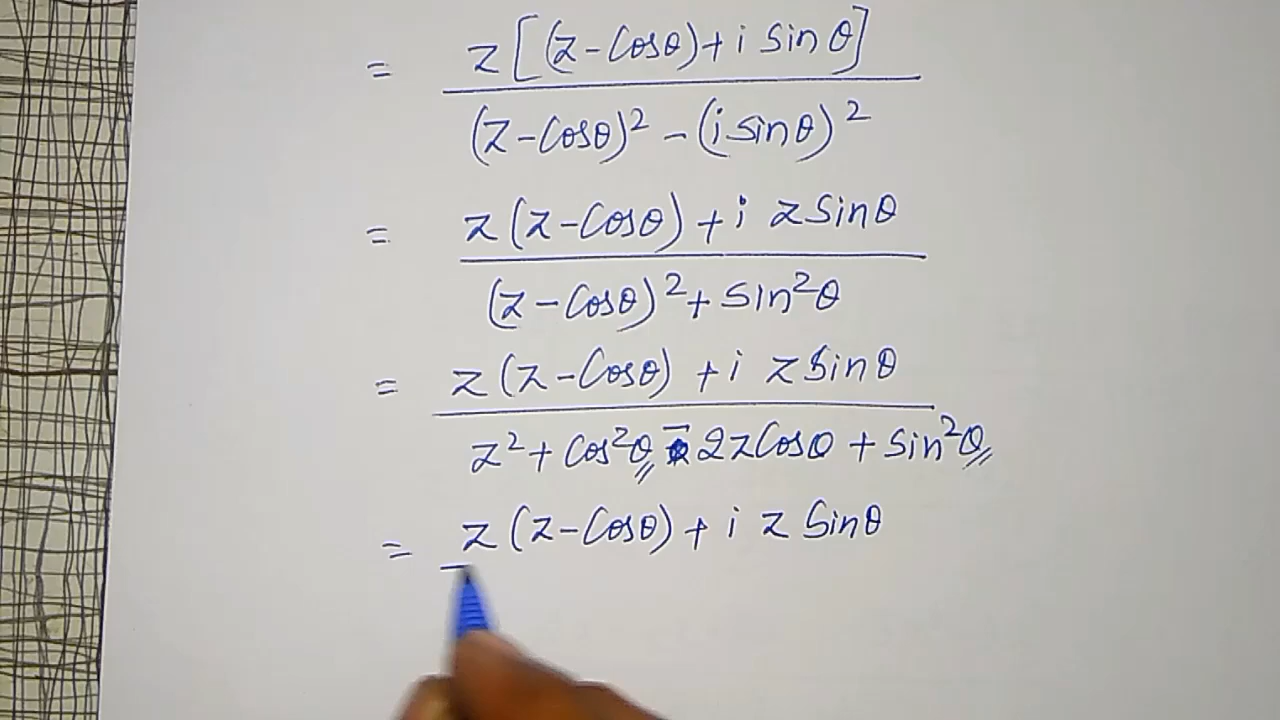 = z[(z-Cosθ)+i Sinθ]
(z-Cosθ)² -(i Sinθ)²
= z(z-Cosθ)+i z Sinθ
(z-Cosθ)²+ Sin²θ
= z(z-Cosθ) +i z Sinθ
z²+ Cos²θ - 2zCosθ + Sin²θ
= z(z-Cosθ)+ i z Sinθ